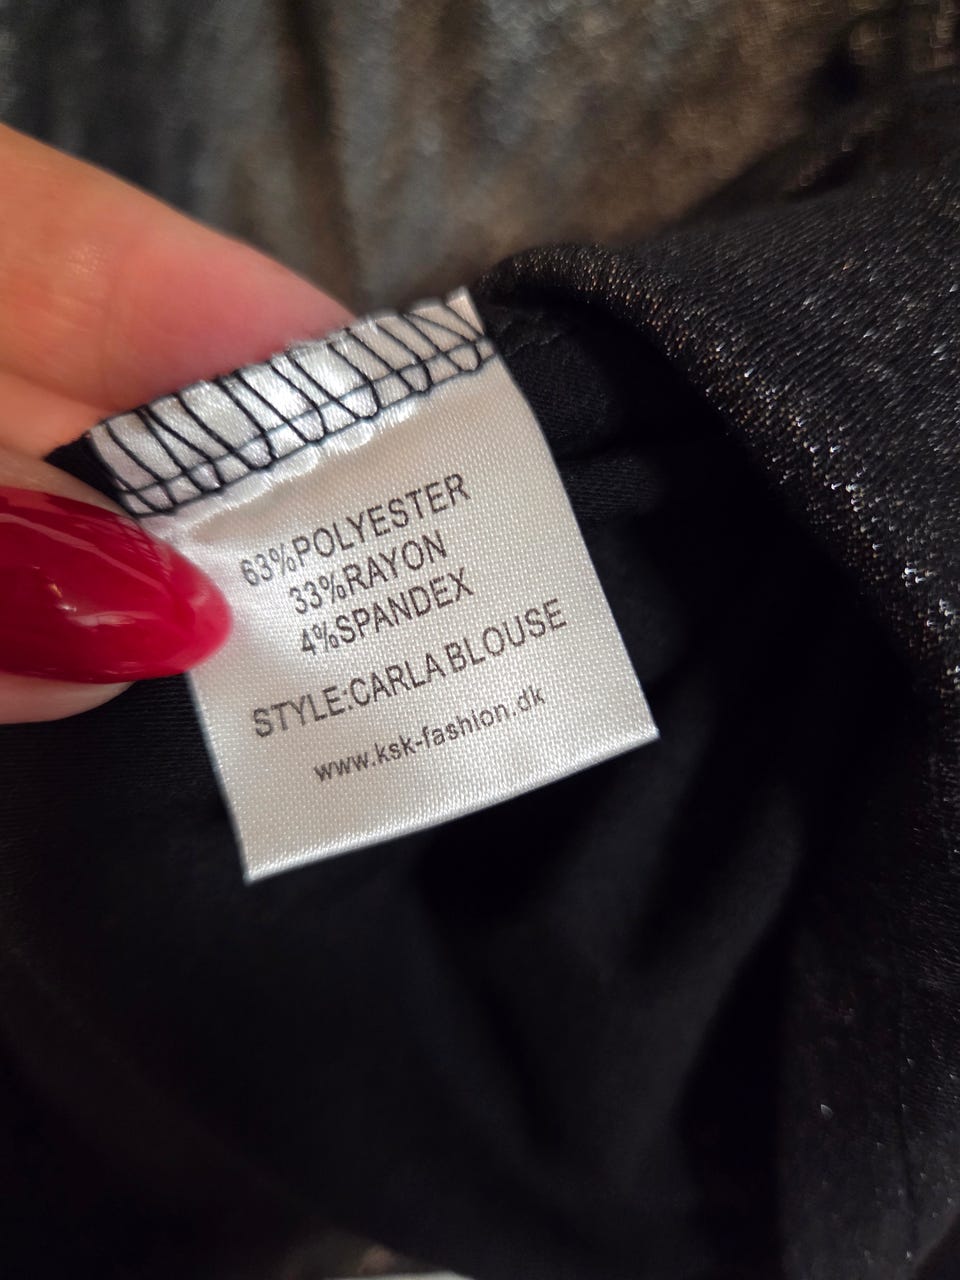 63%POLYESTER
33%RAYON
4%SPANDEX
STYLE:CARLA BLOUSE
www.ksk-fashion.dk